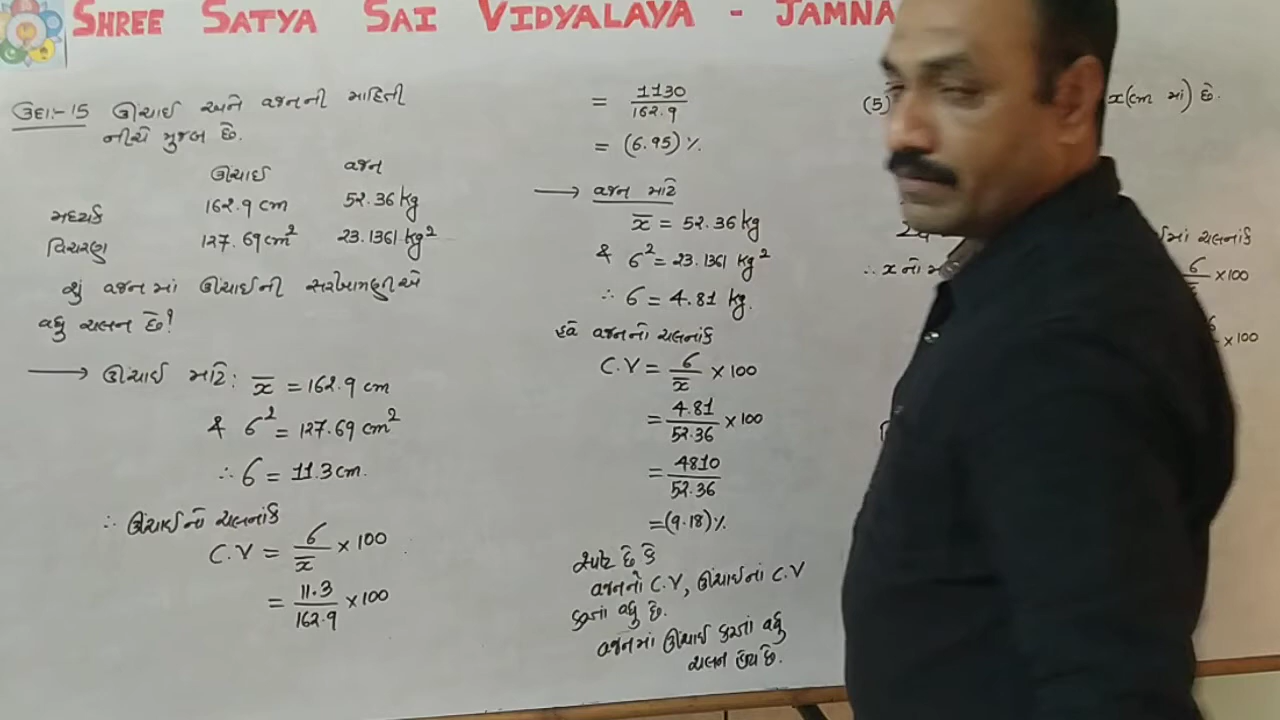 SHREE SATYA SAI VIDYALAYA - JAMNA
ઉદા:-15 ઊંચાઈ અને વજનની માહિતી
નીચે મુજબ છે.
ઊંચાઈ વજન
મધ્યક 162.9 cm 52.36 kg
વિચરણ 127.69 cm² 23.1361 kg²
શું વજનમાં ઊંચાઈની સરખામણીએ
વધુ ચલન છે?
→ ઊંચાઈ માટે: x̅ = 162.9 cm
& σ² = 127.69 cm²
∴ σ = 11.3 cm.
∴ ઊંચાઈનો ચલનાંક
C.V = σ/x̅ × 100
= 11.3/162.9 × 100
= 1130/162.9
= (6.95) %
→ વજન માટે
x̅ = 52.36 kg
& σ² = 23.1361 kg²
∴ σ = 4.81 kg.
હવે વજનનો ચલનાંક
C.V = σ/x̅ × 100
= 4.81/52.36 × 100
= 4810/52.36
= (9.18) %
સ્પષ્ટ છે કે
વજનનો C.V, ઊંચાઈનાં C.V
કરતાં વધુ છે.
વજનમાં ઊંચાઈ કરતાં વધુ
ચલન હોય છે.
(5) x(cm માં) છે.
ચલનાંક
∴ x નો
σ/x̅ × 100
× 100